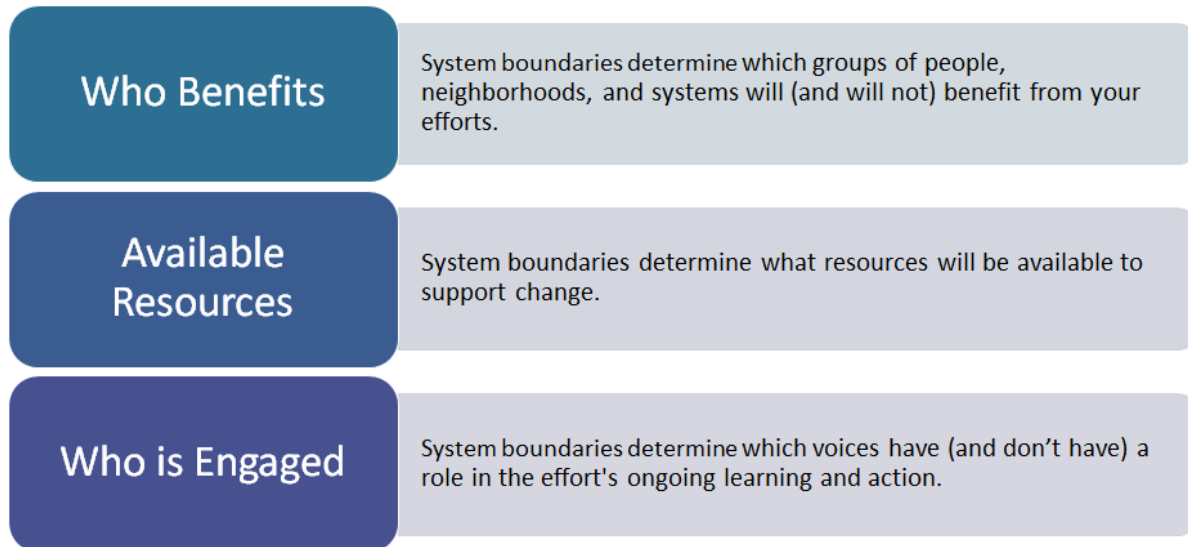 Who Benefits
System boundaries determine which groups of people,
neighborhoods, and systems will (and will not) benefit from your
efforts.
Available
Resources
System boundaries determine what resources will be available to
support change.
Who is Engaged
System boundaries determine which voices have (and don’t have) a
role in the effort's ongoing learning and action.